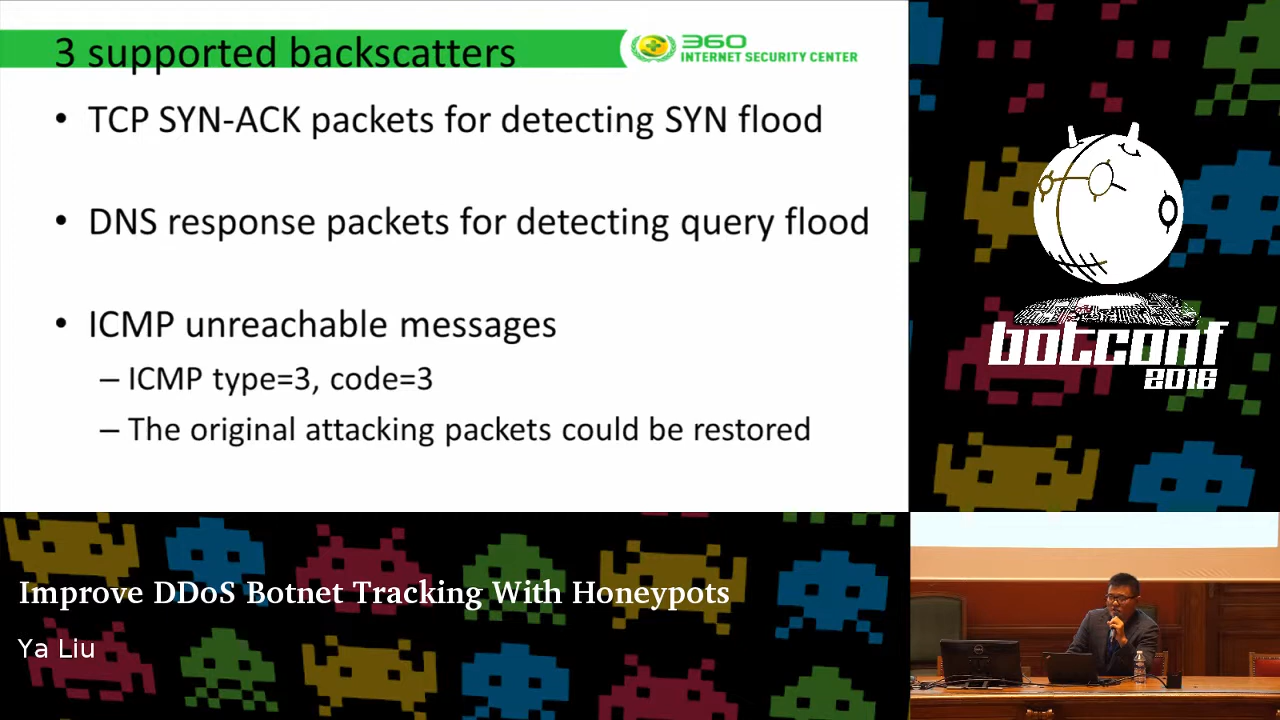 3 supported backscatters
360
INTERNET SECURITY CENTER
• TCP SYN-ACK packets for detecting SYN flood
• DNS response packets for detecting query flood
• ICMP unreachable messages
– ICMP type=3, code=3
– The original attacking packets could be restored
botconf
2016
Improve DDoS Botnet Tracking With Honeypots
Ya Liu